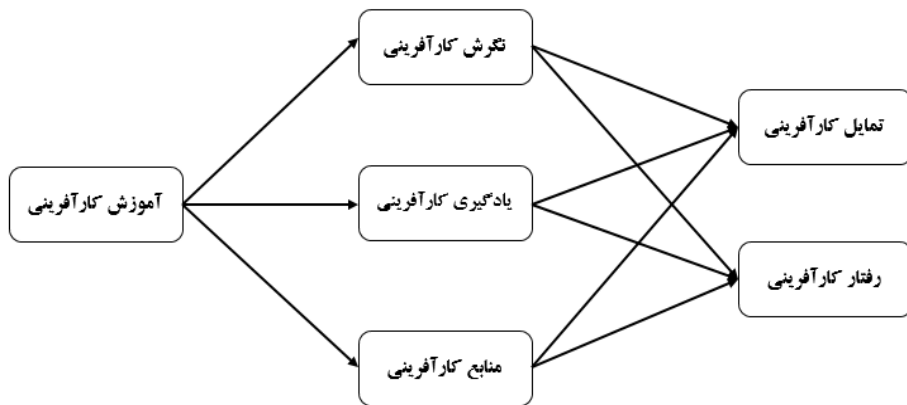 نگرش کارآفرینی
تمایل کارآفرینی
آموزش کارآفرینی
یادگیری کارآفرینی
رفتار کارآفرینی
منابع کارآفرینی